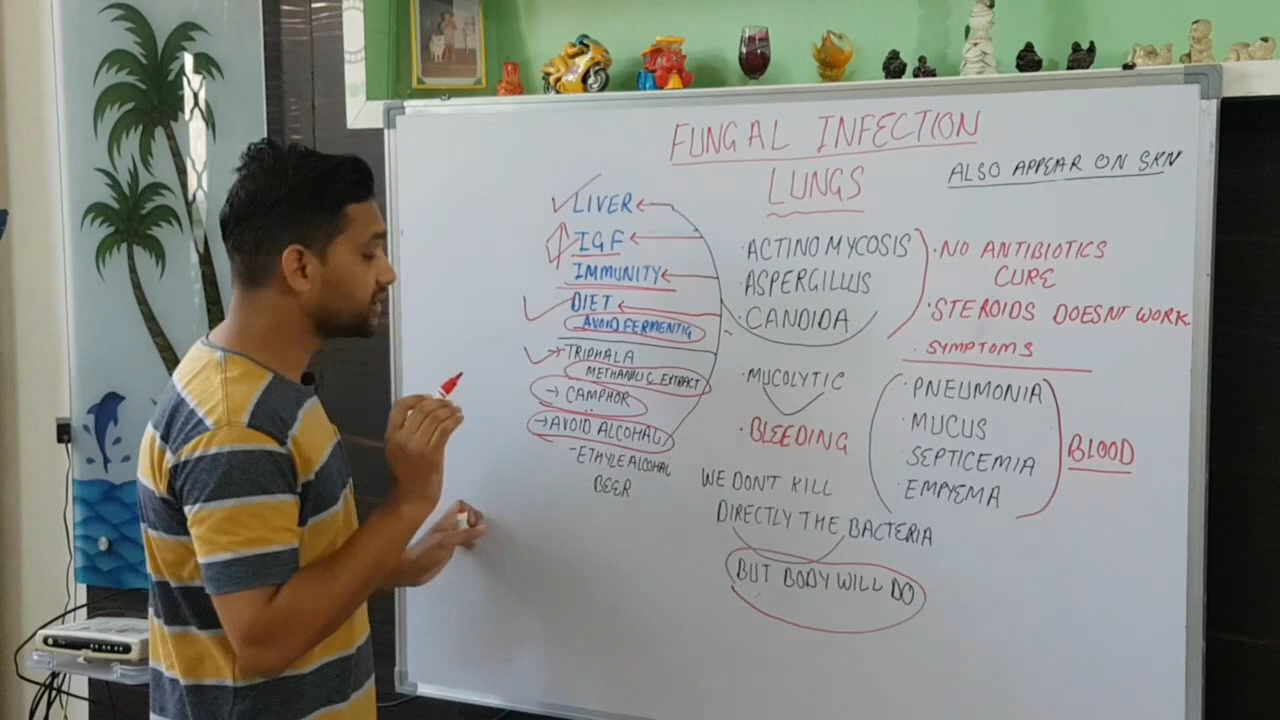 FUNGAL INFECTION
LUNGS
ALSO APPEAR ON SKN
LIVER
IGF
IMMUNITY
DIET
AVOID FERMENTIG
→ TRIPHALA
METHANOLIC EXTRACT
→ CAMPHOR
→ AVOID ALCOHAL
- ETHYLE ALCOHAL
BEER
· ACTINOMYCOSIS
· ASPERGILLUS
· CANDIDA
· MUCOLYTIC
· BLEEDING
WE DON'T KILL
DIRECTLY THE BACTERIA
BUT BODY WILL DO
· NO ANTIBIOTICS
CURE
· STEROIDS DOESNT WORK
· SYMPTOMS
· PNEUMONIA
· MUCUS
· SEPTICEMIA
· EMPYEMA
BLOOD